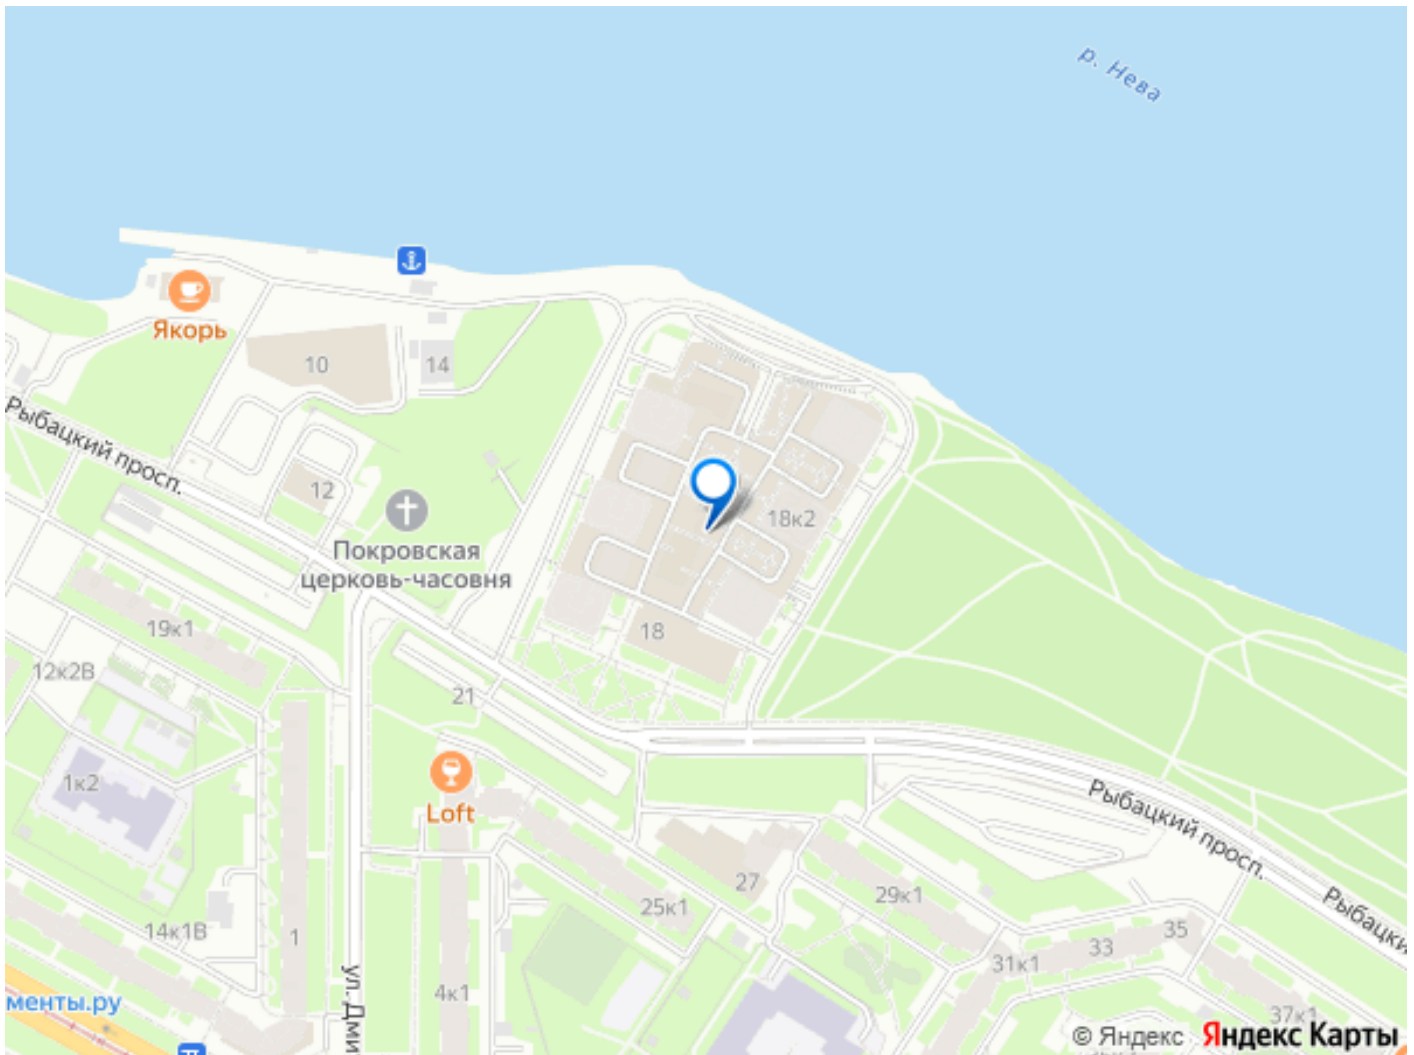 р. Нева
Якорь
10
14
Рыбацкий просп.
12
18к2
Покровская
церковь-часовня
19к1
18
12к2В
21
1к2
Loft
Рыбацкий просп.
27
29к1
25к1
Рыбацки
14к1В
1
35
33
31к1
ул. Дми
4к1
менты.ру
37к1
© Яндекс Яндекс Карты